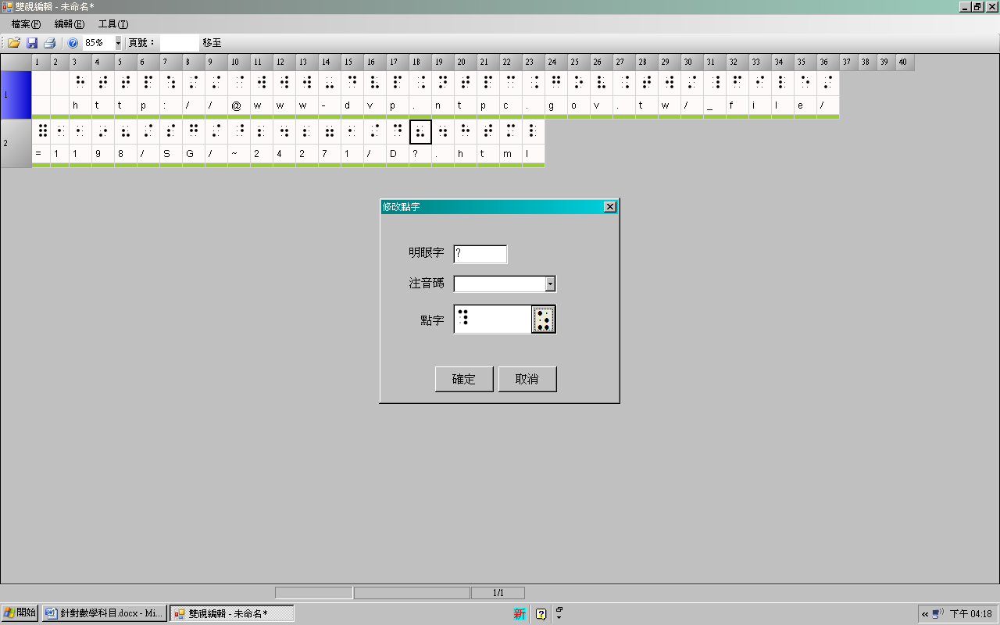 雙視編輯 - 未命名*
檔案(F) 編輯(E) 工具(T)
85% 頁號： 移至
1 2 3 4 5 6 7 8 9 10 11 12 13 14 15 16 17 18 19 20 21 22 23 24 25 26 27 28 29 30 31 32 33 34 35 36 37 38 39 40
1
h t t p : / / @ w w w - d v p . n t p c . g o v . t w / _ f i l e /
2
= 1 1 9 8 / S G / ~ 2 4 2 7 1 / D ? . h t m l
修改點字
明眼字 ?
注音碼
點字
確定 取消
1/1
開始 針對數學科目.docx - Mi... 雙視編輯 - 未命名* 新 ? « 下午 04:18